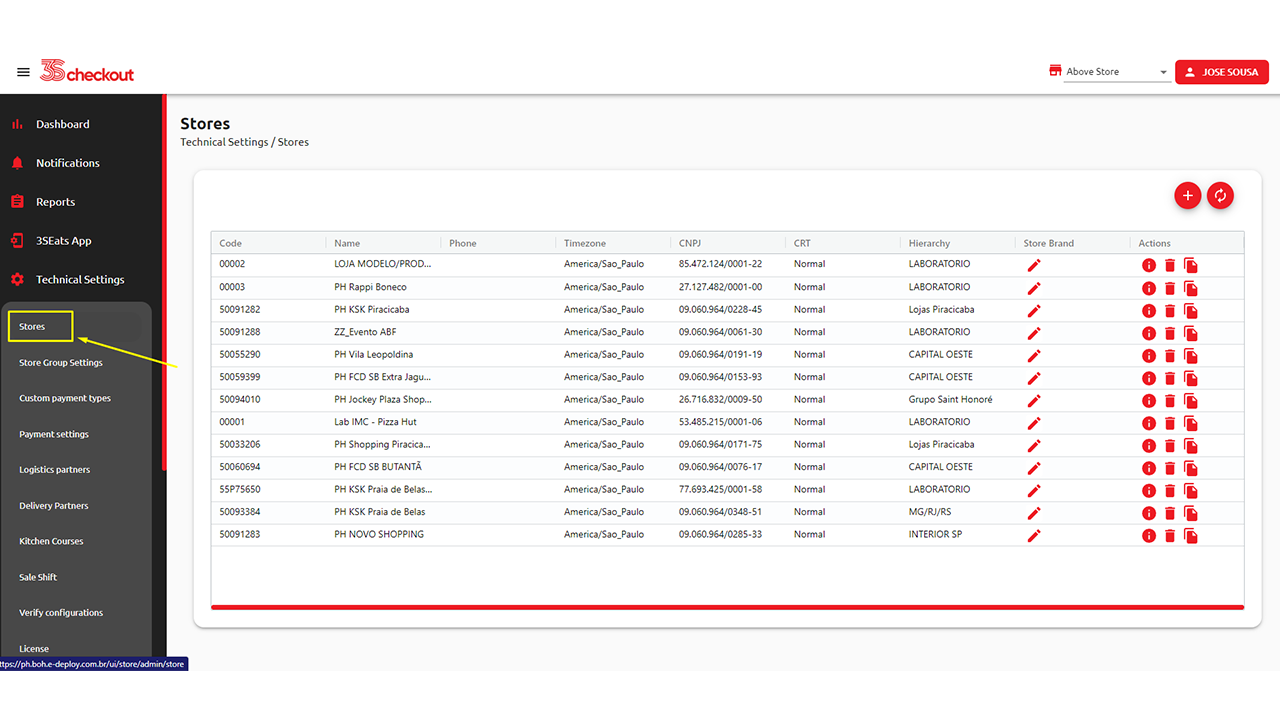 3S checkout
Above Store
JOSE SOUSA
Dashboard
Notifications
Reports
3SEats App
Technical Settings
Stores
Store Group Settings
Custom payment types
Payment settings
Logistics partners
Delivery Partners
Kitchen Courses
Sale Shift
Verify configurations
License
ttps://ph.boh.e-deploy.com.br/ui/store/admin/store
Stores
Technical Settings / Stores
Code Name Phone Timezone CNPJ CRT Hierarchy Store Brand Actions
00002 LOJA MODELO/PROD... America/Sao_Paulo 85.472.124/0001-22 Normal LABORATORIO
00003 PH Rappi Boneco America/Sao_Paulo 27.127.482/0001-00 Normal LABORATORIO
50091282 PH KSK Piracicaba America/Sao_Paulo 09.060.964/0228-45 Normal Lojas Piracicaba
50091288 ZZ_Evento ABF America/Sao_Paulo 09.060.964/0061-30 Normal LABORATORIO
50055290 PH Vila Leopoldina America/Sao_Paulo 09.060.964/0191-19 Normal CAPITAL OESTE
50059399 PH FCD SB Extra Jagu... America/Sao_Paulo 09.060.964/0153-93 Normal CAPITAL OESTE
50094010 PH Jockey Plaza Shop... America/Sao_Paulo 26.716.832/0009-50 Normal Grupo Saint Honoré
00001 Lab IMC - Pizza Hut America/Sao_Paulo 53.485.215/0001-06 Normal LABORATORIO
50033206 PH Shopping Piracica... America/Sao_Paulo 09.060.964/0171-75 Normal Lojas Piracicaba
50060694 PH FCD SB BUTANTÃ America/Sao_Paulo 09.060.964/0076-17 Normal CAPITAL OESTE
55P75650 PH KSK Praia de Belas... America/Sao_Paulo 77.693.425/0001-58 Normal LABORATORIO
50093384 PH KSK Praia de Belas America/Sao_Paulo 09.060.964/0348-51 Normal MG/RJ/RS
50091283 PH NOVO SHOPPING America/Sao_Paulo 09.060.964/0285-33 Normal INTERIOR SP